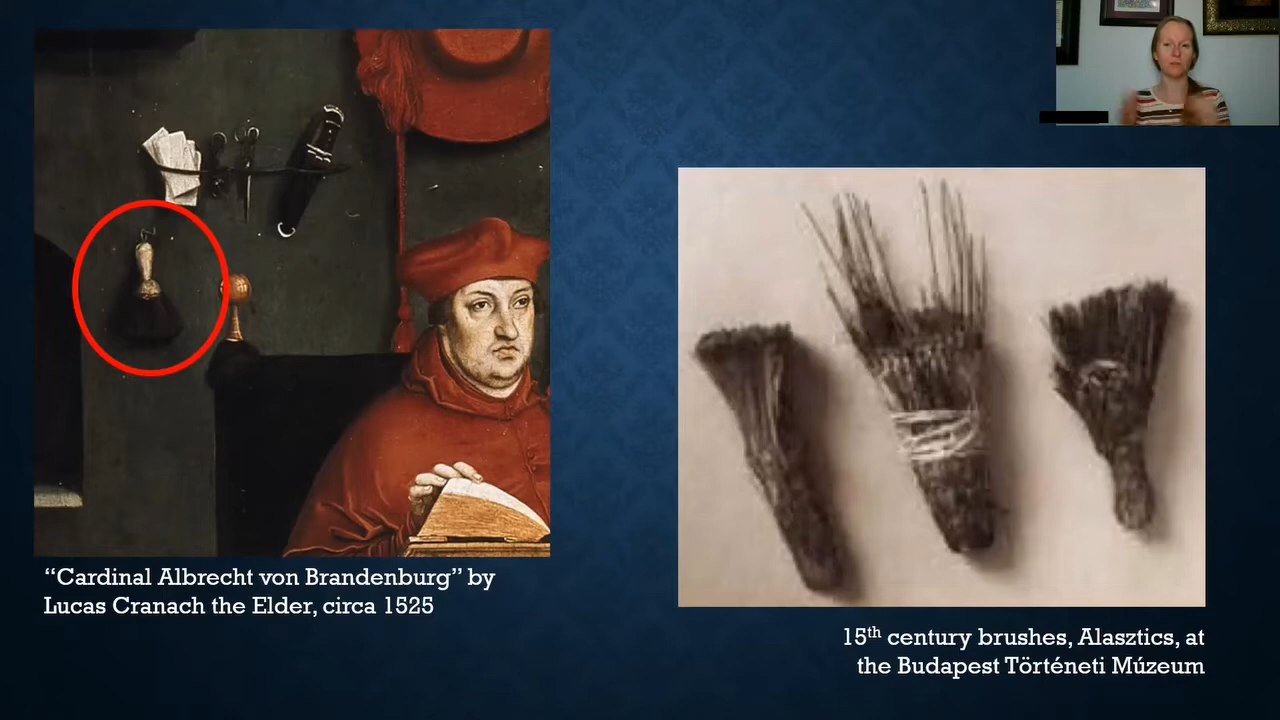 “Cardinal Albrecht von Brandenburg” by
Lucas Cranach the Elder, circa 1525
15th century brushes, Alasztics, at
the Budapest Történeti Múzeum